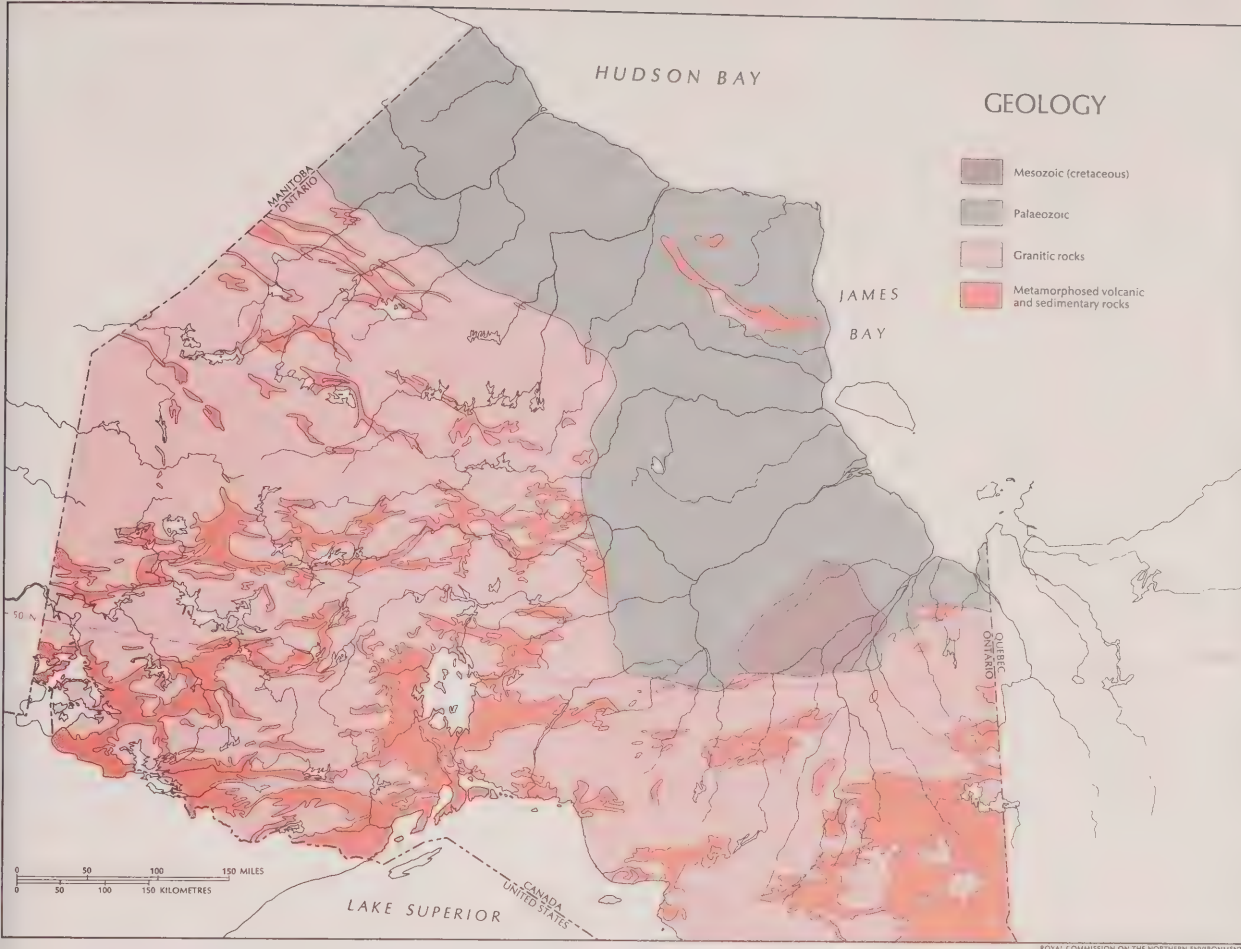 HUDSON BAY
GEOLOGY
Mesozoic (cretaceous)
Palaeozoic
Granitic rocks
Metamorphosed volcanic
and sedimentary rocks
MANITOBA
ONTARIO
JAMES
BAY
50 N
QUEBEC
ONTARIO
0 50 100 150 MILES
0 50 100 150 KILOMETRES
CANADA
UNITED STATES
LAKE SUPERIOR
ROYAL COMMISSION ON THE NORTHERN ENVIRONMENT